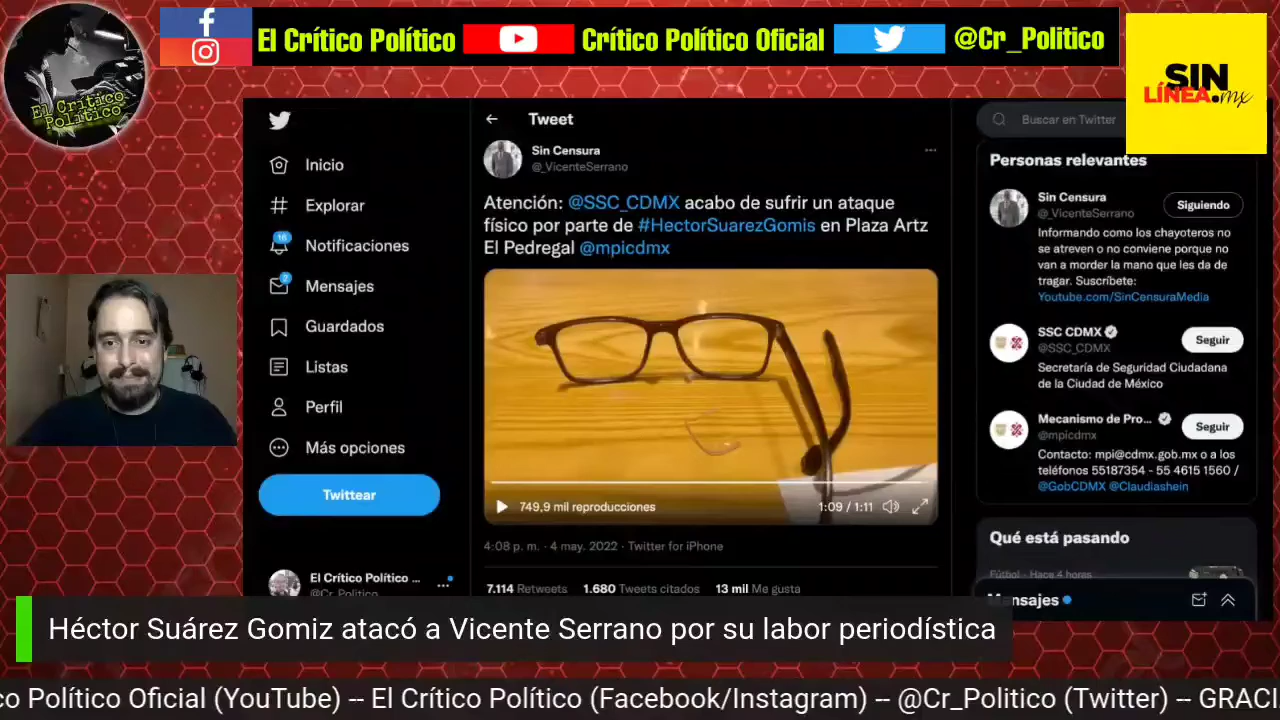 El Crítico Político
Crítico Político Oficial
@Cr_Politico
SIN
LÍNEA.mx
El Crítico
Político
Inicio
Explorar
16
Notificaciones
2
Mensajes
Guardados
Listas
Perfil
Más opciones
Twittear
El Crítico Político ...
@Cr_Politico
Tweet
Sin Censura
@_VicenteSerrano
Atención: @SSC_CDMX acabo de sufrir un ataque
físico por parte de #HectorSuarezGomis en Plaza Artz
El Pedregal @mpicdmx
749,9 mil reproducciones
1:09 / 1:11
4:08 p. m. · 4 may. 2022 · Twitter for iPhone
7.114 Retweets 1.680 Tweets citados 13 mil Me gusta
Buscar en Twitter
Personas relevantes
Sin Censura
@_VicenteSerrano
Siguiendo
Informando como los chayoteros no
se atreven o no conviene porque no
van a morder la mano que les da de
tragar. Suscríbete:
Youtube.com/SinCensuraMedia
SSC CDMX
@SSC_CDMX
Seguir
Secretaría de Seguridad Ciudadana
de la Ciudad de México
Mecanismo de Pro...
@mpicdmx
Seguir
Contacto: mpi@cdmx.gob.mx o a los
teléfonos 55187354 - 55 4615 1560 /
@GobCDMX @Claudiashein
Qué está pasando
Fútbol · Hace 4 horas
Mensajes
Héctor Suárez Gomiz atacó a Vicente Serrano por su labor periodística
co Político Oficial (YouTube) -- El Crítico Político (Facebook/Instagram) -- @Cr_Politico (Twitter) -- GRACI